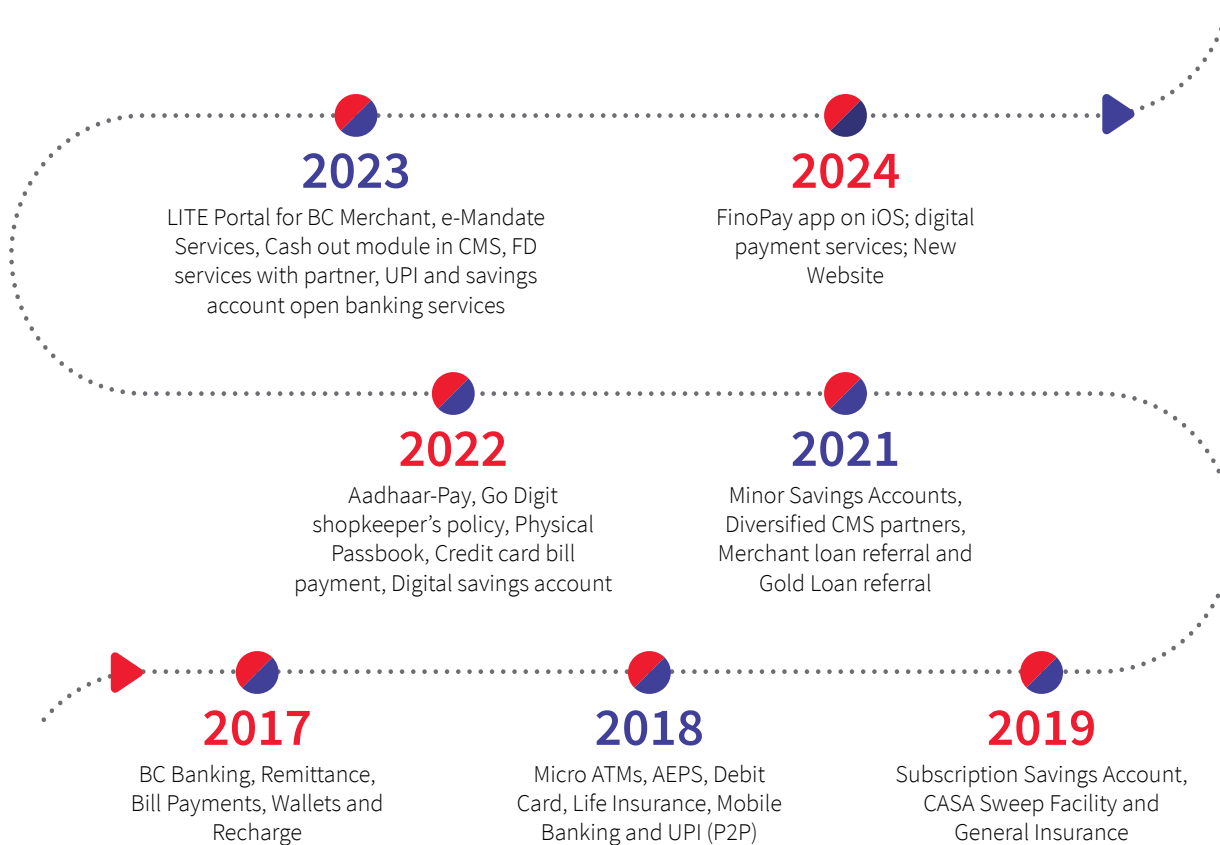 2023
LITE Portal for BC Merchant, e-Mandate
Services, Cash out module in CMS, FD
services with partner, UPI and savings
account open banking services
2024
FinoPay app on iOS; digital
payment services; New
Website
2022
Aadhaar-Pay, Go Digit
shopkeeper’s policy, Physical
Passbook, Credit card bill
payment, Digital savings account
2021
Minor Savings Accounts,
Diversified CMS partners,
Merchant loan referral and
Gold Loan referral
2017
BC Banking, Remittance,
Bill Payments, Wallets and
Recharge
2018
Micro ATMs, AEPS, Debit
Card, Life Insurance, Mobile
Banking and UPI (P2P)
2019
Subscription Savings Account,
CASA Sweep Facility and
General Insurance